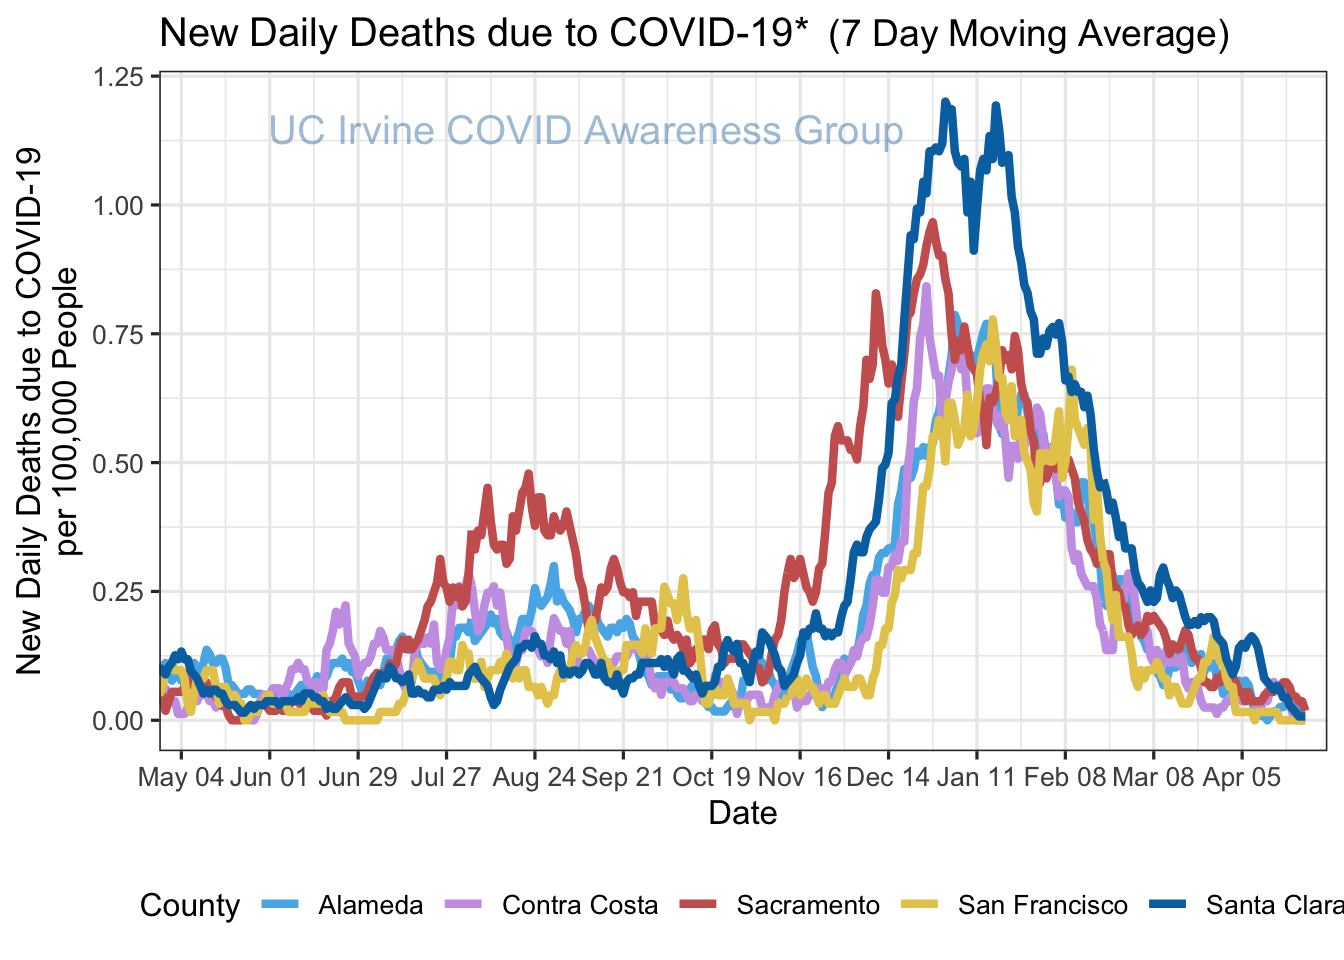 New Daily Deaths due to COVID-19* (7 Day Moving Average)
UC Irvine COVID Awareness Group
New Daily Deaths due to COVID-19
per 100,000 People
1.25
1.00
0.75
0.50
0.25
0.00
May 04 Jun 01 Jun 29 Jul 27 Aug 24 Sep 21 Oct 19 Nov 16 Dec 14 Jan 11 Feb 08 Mar 08 Apr 05
Date
County Alameda Contra Costa Sacramento San Francisco Santa Clara